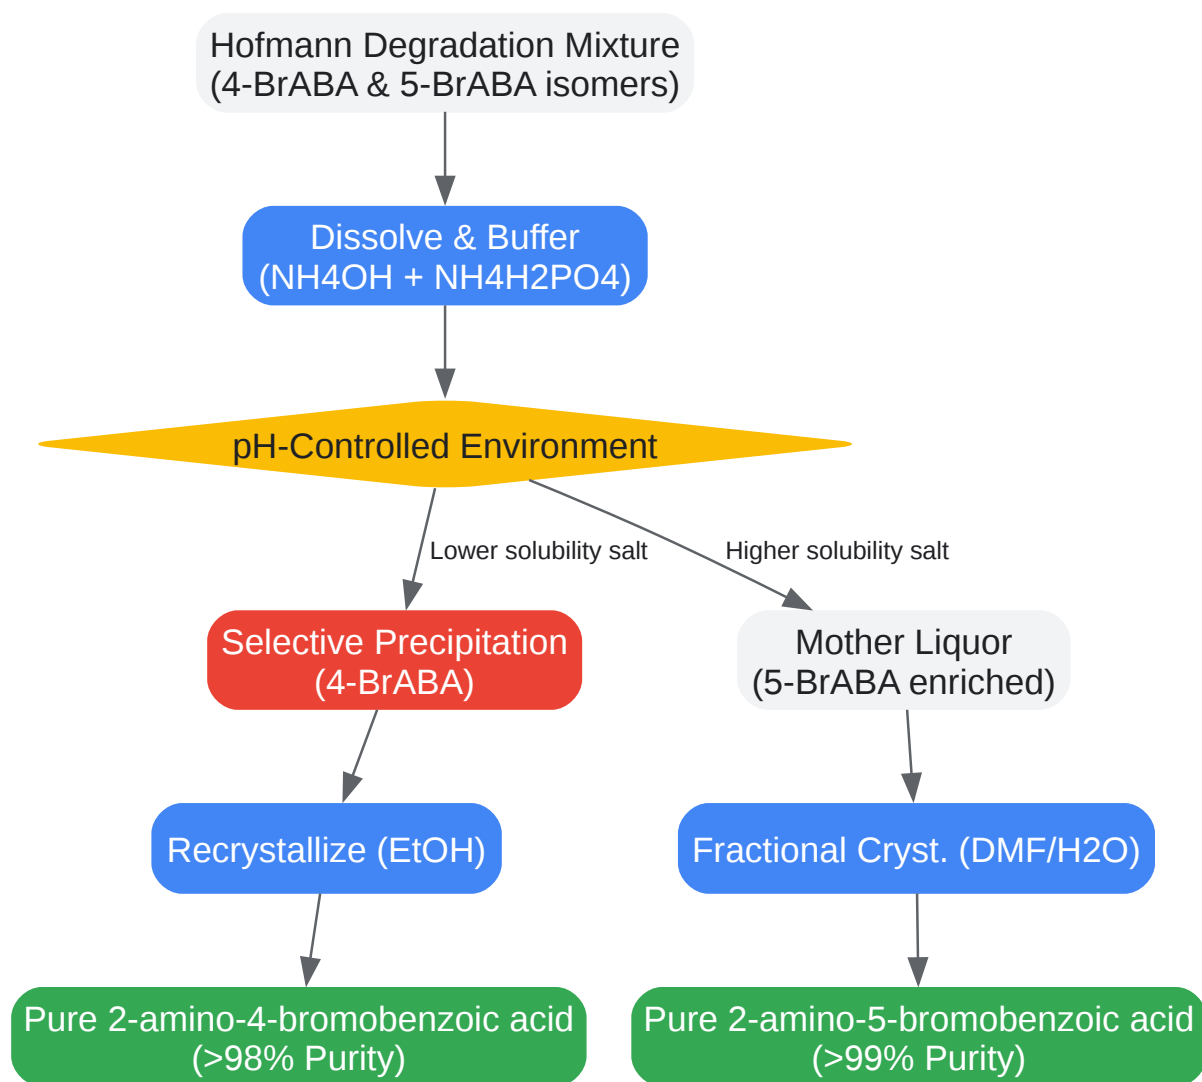 Hofmann Degradation Mixture
(4-BrABA & 5-BrABA isomers)
Dissolve & Buffer
(NH4OH + NH4H2PO4)
pH-Controlled Environment
Lower solubility salt
Higher solubility salt
Selective Precipitation
(4-BrABA)
Mother Liquor
(5-BrABA enriched)
Recrystallize (EtOH)
Fractional Cryst. (DMF/H2O)
Pure 2-amino-4-bromobenzoic acid
(>98% Purity)
Pure 2-amino-5-bromobenzoic acid
(>99% Purity)